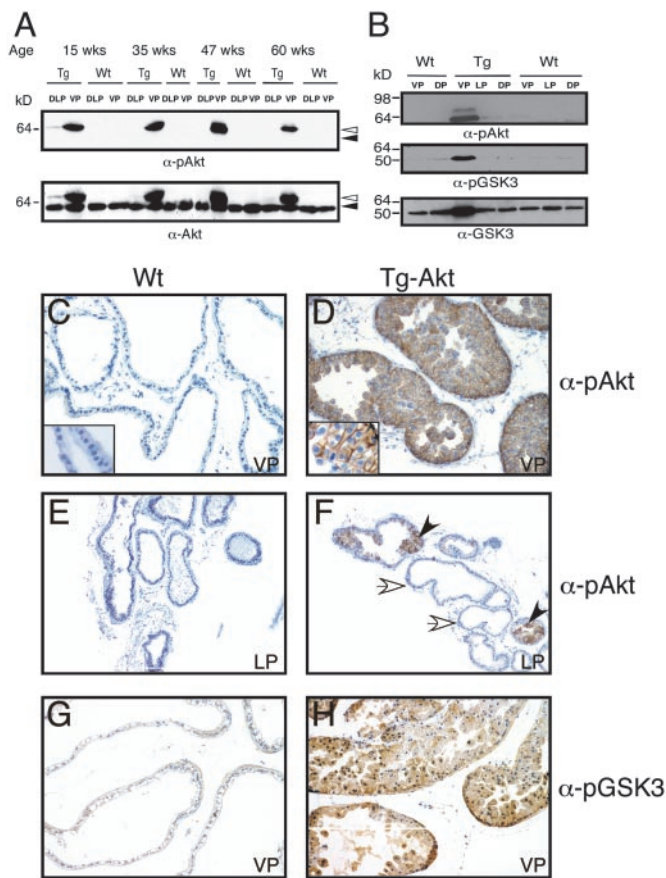 A
Age 15 wks 35 wks 47 wks 60 wks
Tg Wt Tg Wt Tg Wt Tg Wt
kD DLP VP DLP VP DLP VP DLP VP DLP VP DLP VP DLP VP DLP VP
64
α-pAkt
64
α-Akt
B
Wt Tg Wt
kD VP DP VP LP DP VP LP DP
98
64
α-pAkt
64
50
α-pGSK3
64
50
α-GSK3
Wt Tg-Akt
C VP
D VP
α-pAkt
E LP
F LP
α-pAkt
G VP
H VP
α-pGSK3